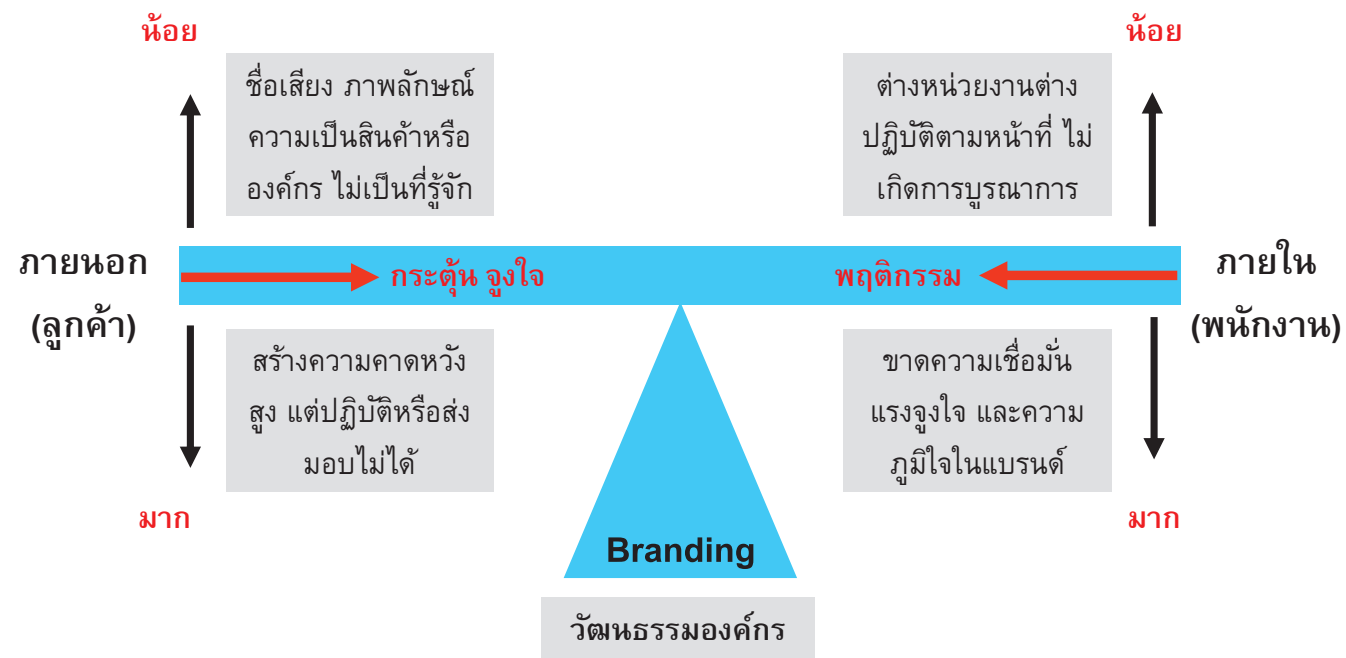 น้อย
ชื่อเสียง ภาพลักษณ์
ความเป็นสินค้าหรือ
องค์กร ไม่เป็นที่รู้จัก
น้อย
ต่างหน่วยงานต่าง
ปฏิบัติตามหน้าที่ ไม่
เกิดการบูรณาการ
ภายนอก
(ลูกค้า)
กระตุ้น จูงใจ
พฤติกรรม
ภายใน
(พนักงาน)
สร้างความคาดหวัง
สูง แต่ปฏิบัติหรือส่ง
มอบไม่ได้
ขาดความเชื่อมั่น
แรงจูงใจ และความ
ภูมิใจในแบรนด์
มาก
มาก
Branding
วัฒนธรรมองค์กร